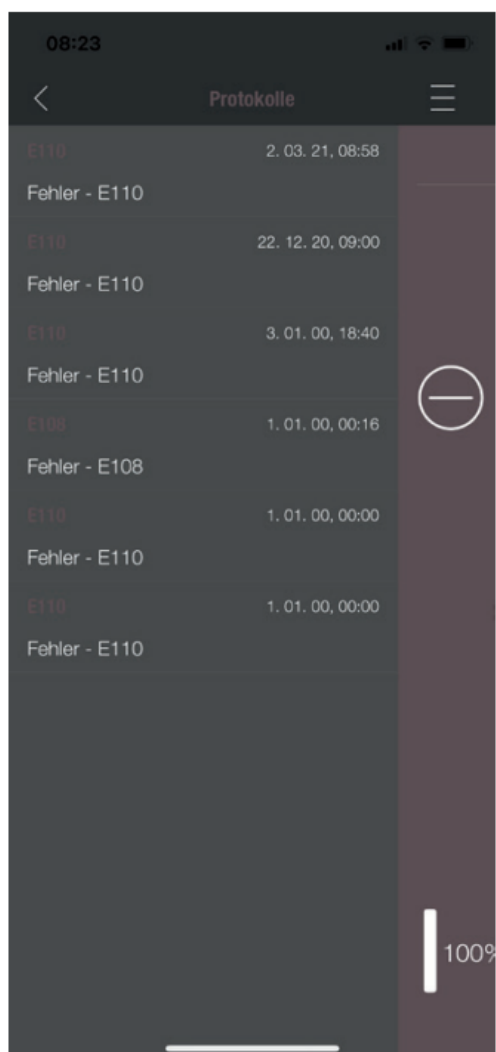 08:23
Protokolle
E110 2. 03. 21, 08:58
Fehler - E110
E110 22. 12. 20, 09:00
Fehler - E110
E110 3. 01. 00, 18:40
Fehler - E110
E108 1. 01. 00, 00:16
Fehler - E108
E110 1. 01. 00, 00:00
Fehler - E110
E110 1. 01. 00, 00:00
Fehler - E110
100%